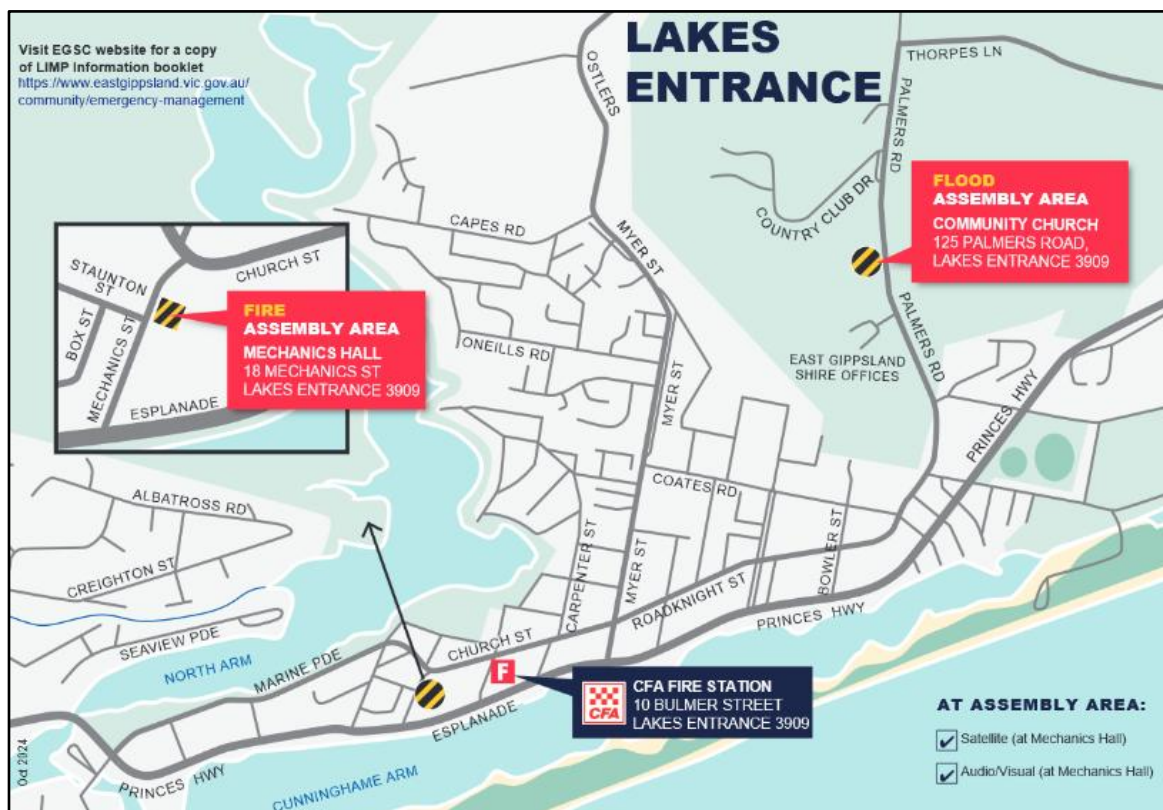 Visit EGSC website for a copy
of LIMP Information booklet
https://www.eastgippsland.vic.gov.au/
community/emergency-management
LAKES
ENTRANCE
OSTLERS
THORPES LN
PALMERS RD
COUNTRY CLUB DR
FLOOD
ASSEMBLY AREA
COMMUNITY CHURCH
125 PALMERS ROAD,
LAKES ENTRANCE 3909
CAPES RD
MYER ST
STAUNTON
ST
CHURCH ST
BOX ST
MECHANICS ST
ESPLANADE
FIRE
ASSEMBLY AREA
MECHANICS HALL
18 MECHANICS ST
LAKES ENTRANCE 3909
ONEILLS RD
MYER ST
EAST GIPPSLAND
SHIRE OFFICES
PALMERS RD
PRINCES HWY
COATES RD
ALBATROSS RD
CREIGHTON ST
SEAVIEW PDE
NORTH ARM
MARINE PDE
CHURCH ST
CARPENTER ST
MYER ST
ROADKNIGHT ST
BOWLER ST
PRINCES HWY
F
CFA
CFA FIRE STATION
10 BULMER STREET
LAKES ENTRANCE 3909
ESPLANADE
PRINCES HWY
CUNNINGHAME ARM
AT ASSEMBLY AREA:
Satellite (at Mechanics Hall)
Audio/Visual (at Mechanics Hall)
Oct 2024